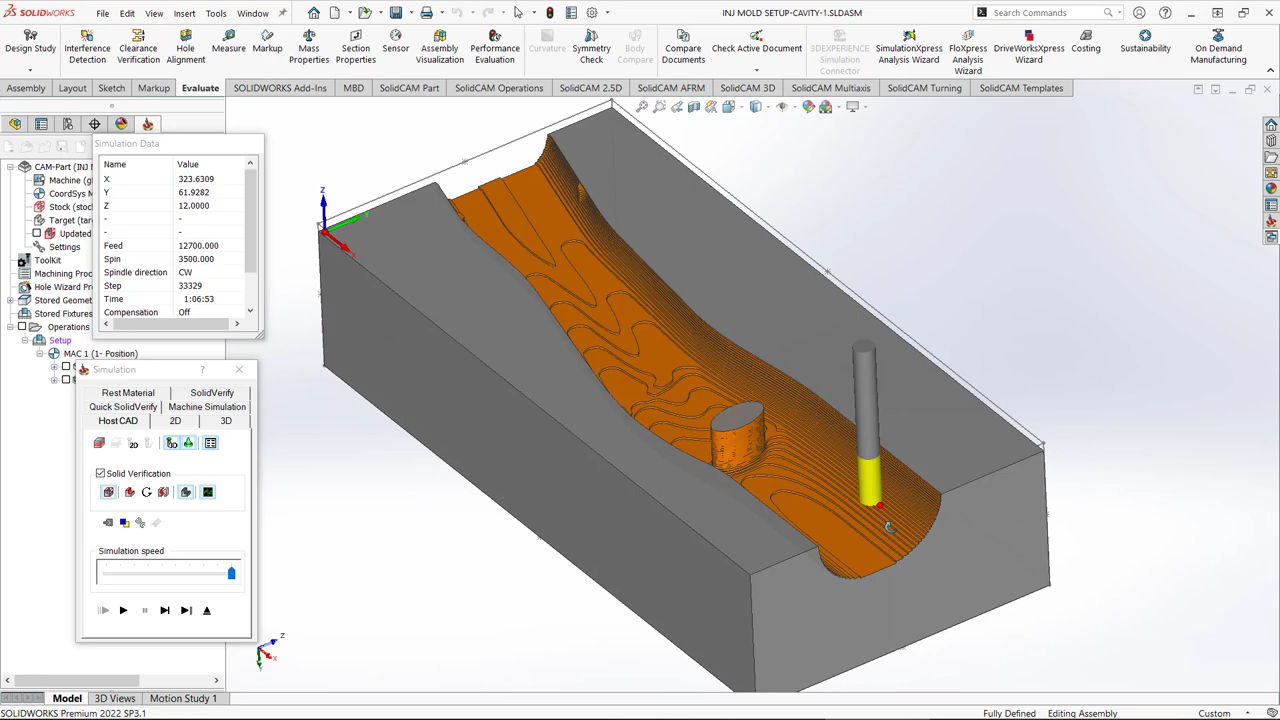 SOLIDWORKS File Edit View Insert Tools Window INJ MOLD SETUP-CAVITY-1.SLDASM Search Commands
Design Study Interference Detection Clearance Verification Hole Alignment Measure Markup Mass Properties Section Properties Sensor Assembly Visualization Performance Evaluation Curvature Symmetry Check Body Compare Compare Documents Check Active Document 3DEXPERIENCE Simulation Connector SimulationXpress Analysis Wizard FloXpress Analysis Wizard DriveWorksXpress Wizard Costing Sustainability On Demand Manufacturing
Assembly Layout Sketch Markup Evaluate SOLIDWORKS Add-Ins MBD SolidCAM Part SolidCAM Operations SolidCAM 2.5D SolidCAM AFRM SolidCAM 3D SolidCAM Multiaxis SolidCAM Turning SolidCAM Templates
Simulation Data
Name Value
X 323.6309
Y 61.9282
Z 12.0000
- -
- -
Feed 12700.000
Spin 3500.000
Spindle direction CW
Step 33329
Time 1:06:53
Compensation Off
CAM-Part (INJ M
Machine (g
CoordSys M
Stock (stock
Target (targ
Updated
Settings
ToolKit
Machining Proc
Hole Wizard Pr
Stored Geomet
Stored Fixtures
Operations
Setup
MAC 1 (1- Position)
Simulation ?
Rest Material SolidVerify
Quick SolidVerify Machine Simulation
Host CAD 2D 3D
2D
Solid Verification
Simulation speed
Z
Y
X
Z
X
Y
Model 3D Views Motion Study 1
SOLIDWORKS Premium 2022 SP3.1 Fully Defined Editing Assembly Custom